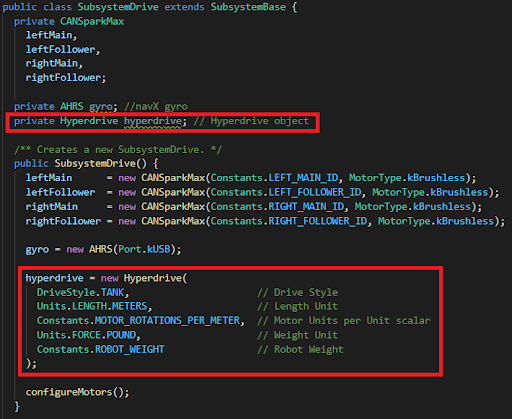 public class SubsystemDrive extends SubsystemBase {
private CANSparkMax
leftMain,
leftFollower,
rightMain,
rightFollower;
private AHRS gyro; //navX gyro
private Hyperdrive hyperdrive; // Hyperdrive object
/** Creates a new SubsystemDrive. */
public SubsystemDrive() {
leftMain = new CANSparkMax(Constants.LEFT_MAIN_ID, MotorType.kBrushless);
leftFollower = new CANSparkMax(Constants.LEFT_FOLLOWER_ID, MotorType.kBrushless);
rightMain = new CANSparkMax(Constants.RIGHT_MAIN_ID, MotorType.kBrushless);
rightFollower = new CANSparkMax(Constants.RIGHT_FOLLOWER_ID, MotorType.kBrushless);
gyro = new AHRS(Port.kUSB);
hyperdrive = new Hyperdrive(
DriveStyle.TANK, // Drive Style
Units.LENGTH.METERS, // Length Unit
Constants.MOTOR_ROTATIONS_PER_METER, // Motor Units per Unit scalar
Units.FORCE.POUND, // Weight Unit
Constants.ROBOT_WEIGHT // Robot Weight
);
configureMotors();
}